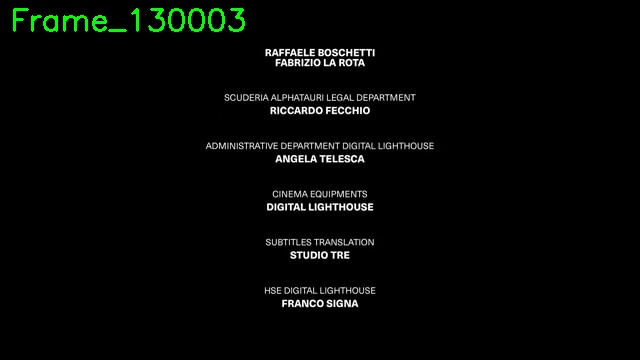 Frame_130003
RAFFAELE BOSCHETTI
FABRIZIO LA ROTA
SCUDERIA ALPHATAURI LEGAL DEPARTMENT
RICCARDO FECCHIO
ADMINISTRATIVE DEPARTMENT DIGITAL LIGHTHOUSE
ANGELA TELESCA
CINEMA EQUIPMENTS
DIGITAL LIGHTHOUSE
SUBTITLES TRANSLATION
STUDIO TRE
HSE DIGITAL LIGHTHOUSE
FRANCO SIGNA